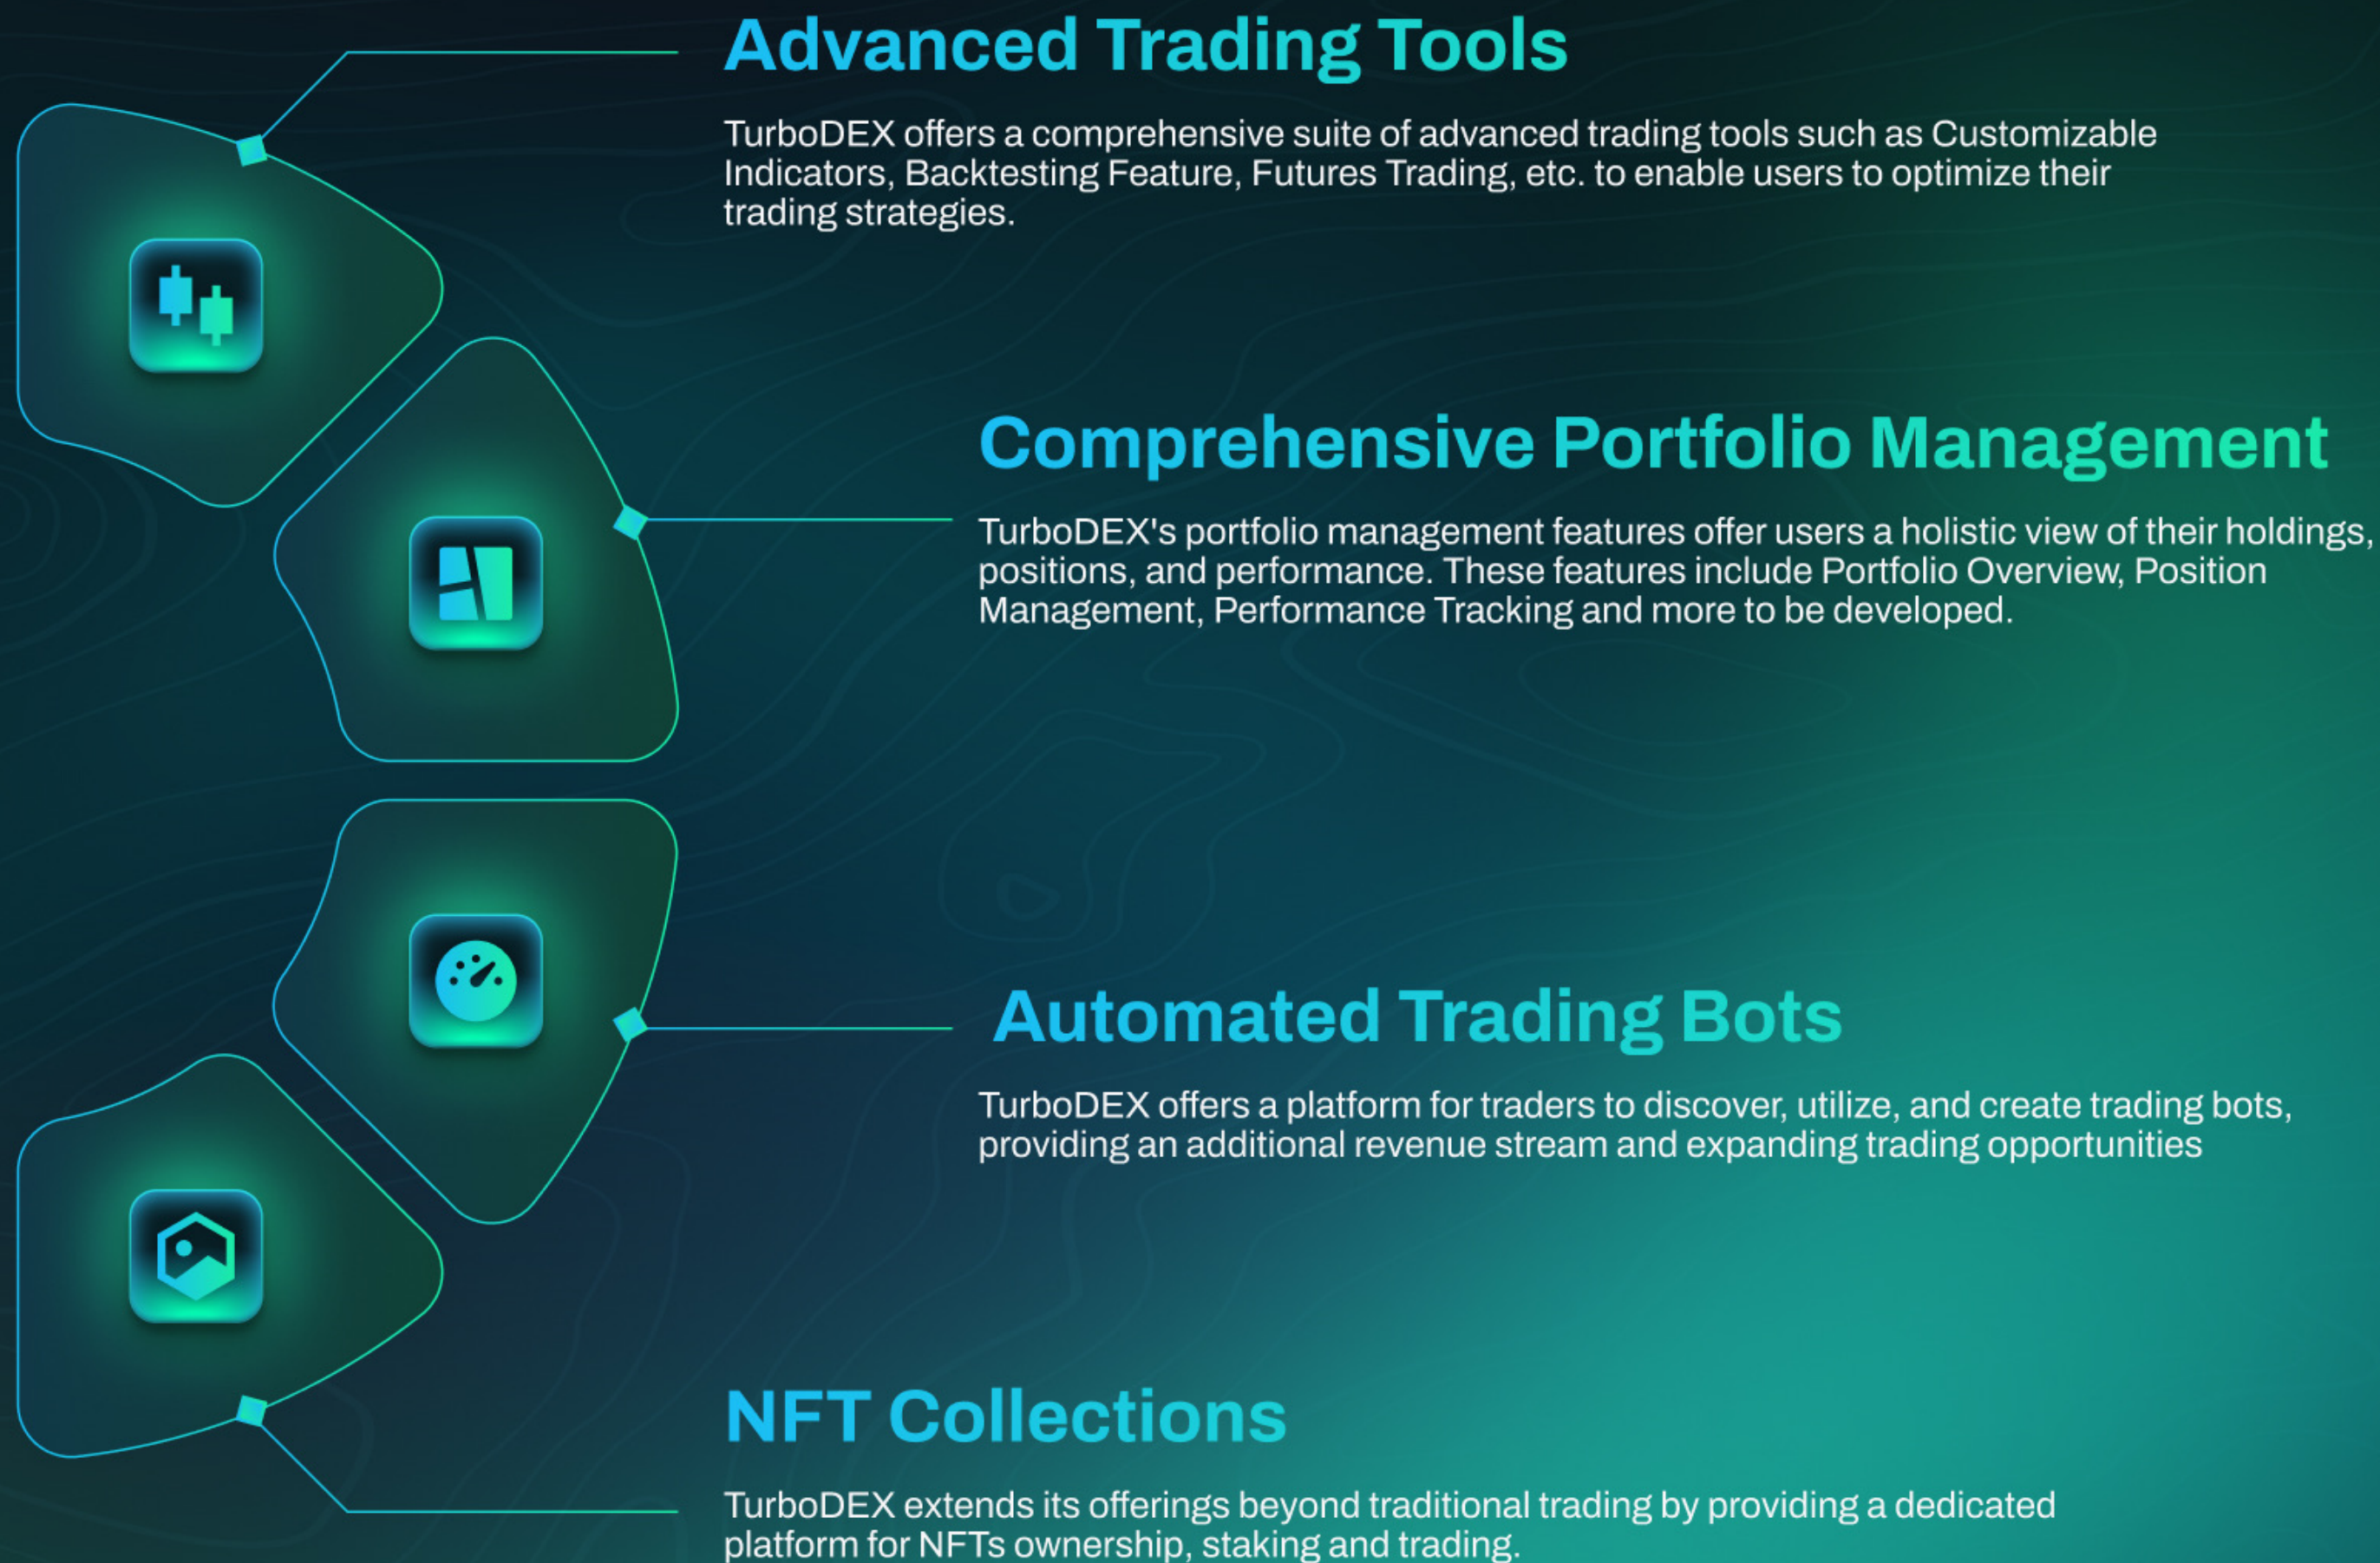 Advanced Trading Tools
TurboDEX offers a comprehensive suite of advanced trading tools such as Customizable
Indicators, Backtesting Feature, Futures Trading, etc. to enable users to optimize their
trading strategies.
Comprehensive Portfolio Management
TurboDEX's portfolio management features offer users a holistic view of their holdings,
positions, and performance. These features include Portfolio Overview, Position
Management, Performance Tracking and more to be developed.
Automated Trading Bots
TurboDEX offers a platform for traders to discover, utilize, and create trading bots,
providing an additional revenue stream and expanding trading opportunities
NFT Collections
TurboDEX extends its offerings beyond traditional trading by providing a dedicated
platform for NFTs ownership, staking and trading.